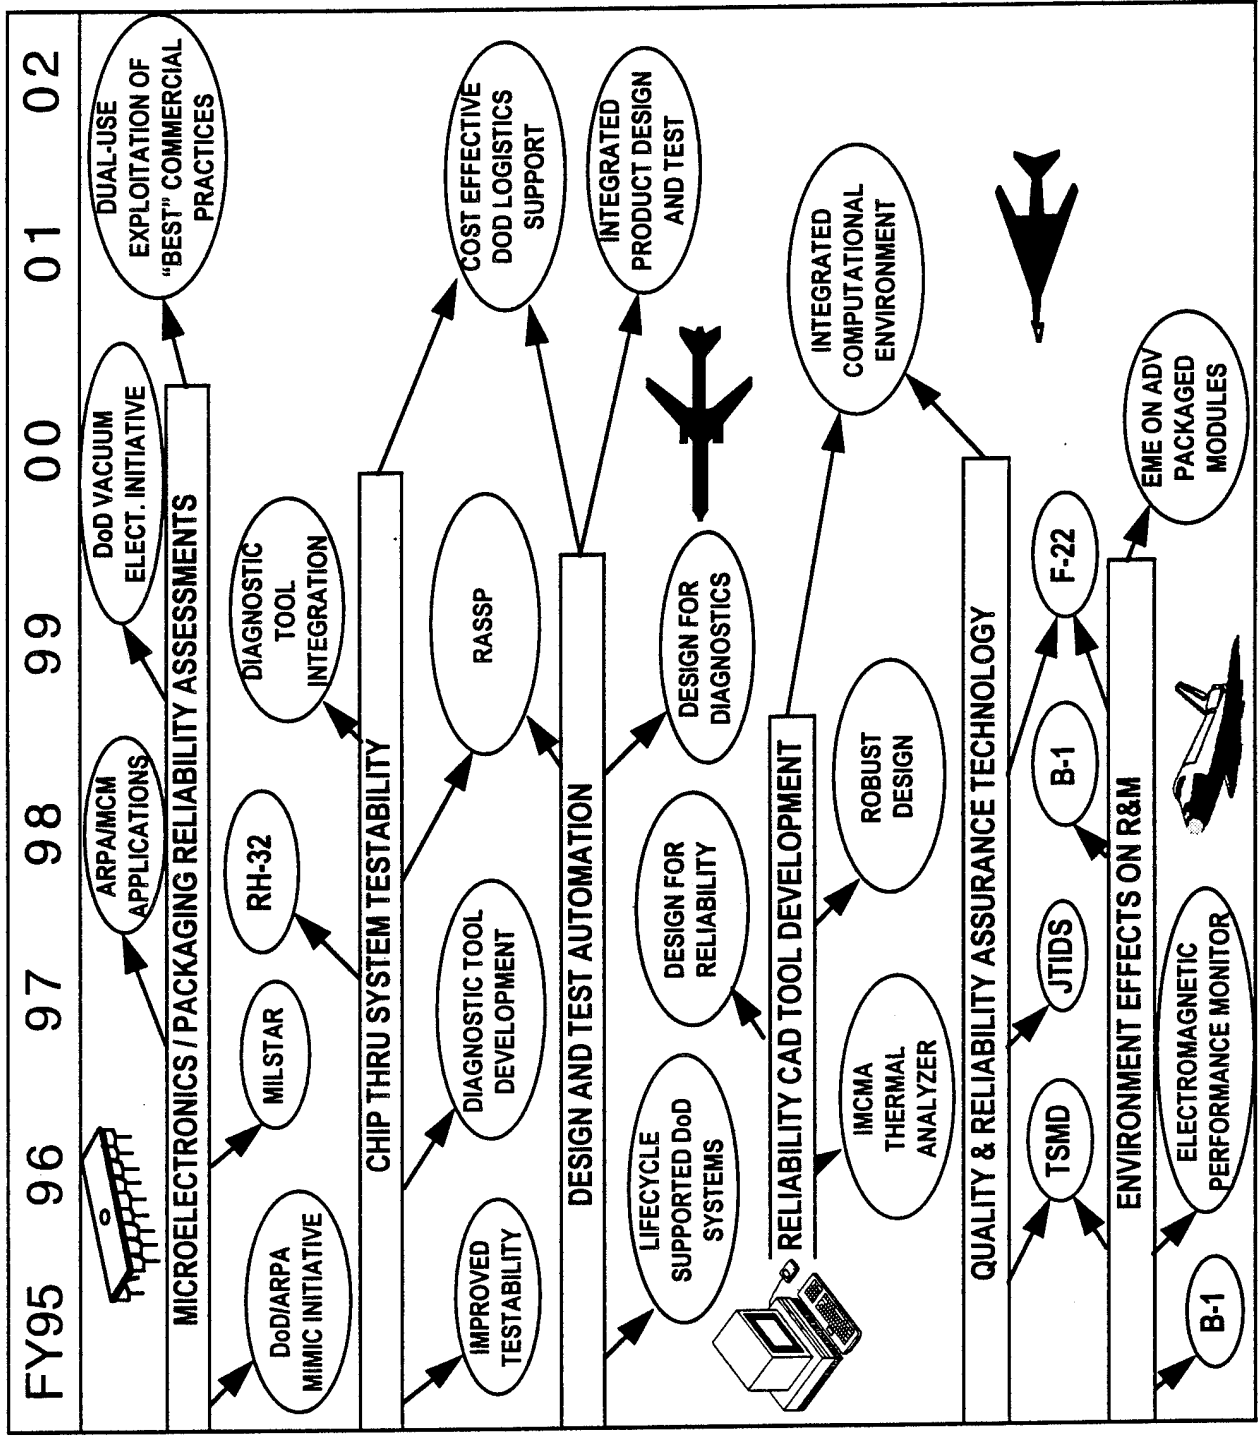 FY95 96 97 98 99 00 01 02
ARPA/MCM
APPLICATIONS
DoD VACUUM
ELECT. INITIATIVE
DUAL-USE
EXPLOITATION OF
"BEST" COMMERCIAL
PRACTICES
MICROELECTRONICS / PACKAGING RELIABILITY ASSESSMENTS
DoD/ARPA
MIMIC INITIATIVE
MILSTAR
RH-32
DIAGNOSTIC
TOOL
INTEGRATION
CHIP THRU SYSTEM TESTABILITY
IMPROVED
TESTABILITY
DIAGNOSTIC TOOL
DEVELOPMENT
RASSP
COST EFFECTIVE
DOD LOGISTICS
SUPPORT
DESIGN AND TEST AUTOMATION
LIFECYCLE
SUPPORTED DoD
SYSTEMS
DESIGN FOR
RELIABILITY
DESIGN FOR
DIAGNOSTICS
INTEGRATED
PRODUCT DESIGN
AND TEST
RELIABILITY CAD TOOL DEVELOPMENT
IMCMA
THERMAL
ANALYZER
ROBUST
DESIGN
INTEGRATED
COMPUTATIONAL
ENVIRONMENT
QUALITY & RELIABILITY ASSURANCE TECHNOLOGY
TSMD
JTIDS
B-1
F-22
ENVIRONMENT EFFECTS ON R&M
B-1
ELECTROMAGNETIC
PERFORMANCE MONITOR
EME ON ADV
PACKAGED
MODULES